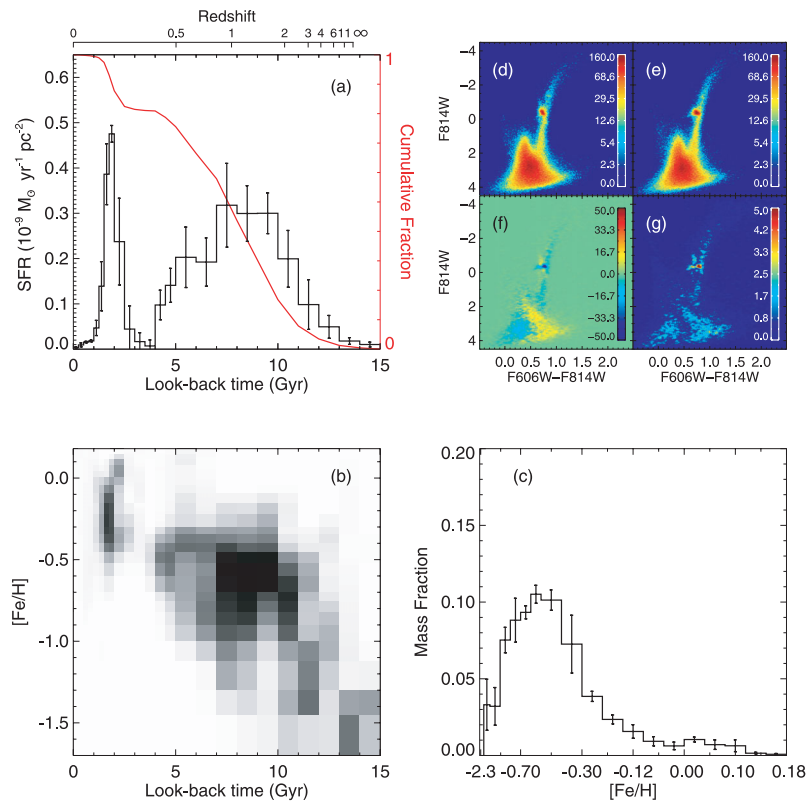 Redshift
0 0.5 1 2 3 4 6 11 ∞
(a)
0.6
0.5
0.4
0.3
0.2
0.1
0.0
SFR (10⁻⁹ M⊙ yr⁻¹ pc⁻²)
1
0
Cumulative Fraction
0 5 10 15
Look-back time (Gyr)
(d)
160.0
68.6
29.5
12.6
5.3
2.3
0.0
(e)
160.0
68.6
29.5
12.6
5.3
2.3
0.0
-4
-2
0
2
4
F814W
(f)
50.0
33.3
16.7
0.0
-16.7
-33.3
-50.0
(g)
5.0
4.2
3.5
2.7
1.8
0.9
0.0
-4
-2
0
2
4
F814W
0.0 0.5 1.0 1.5 2.0
0.0 0.5 1.0 1.5 2.0
F606W–F814W
F606W–F814W
(b)
0.0
-0.5
-1.0
-1.5
[Fe/H]
0 5 10 15
Look-back time (Gyr)
(c)
0.20
0.15
0.10
0.05
0.00
Mass Fraction
-2.3 -0.70 -0.30 -0.12 0.00 0.10 0.18
[Fe/H]